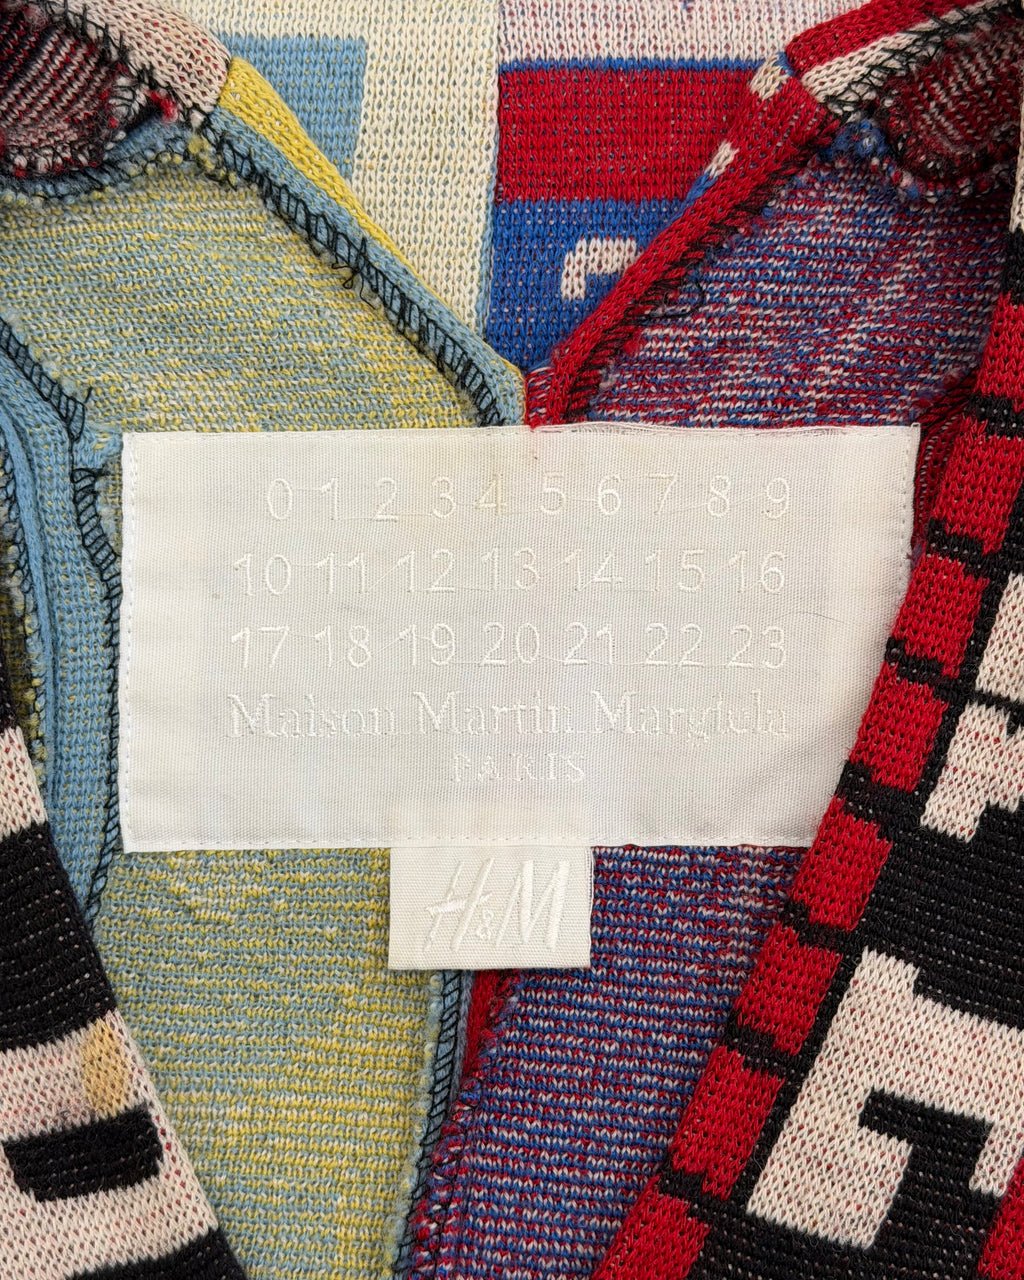 0 1 2 3 4 5 6 7 8 9
10 11 12 13 14 15 16
17 18 19 20 21 22 23
Maison Martin Margiela
PARIS
H&M